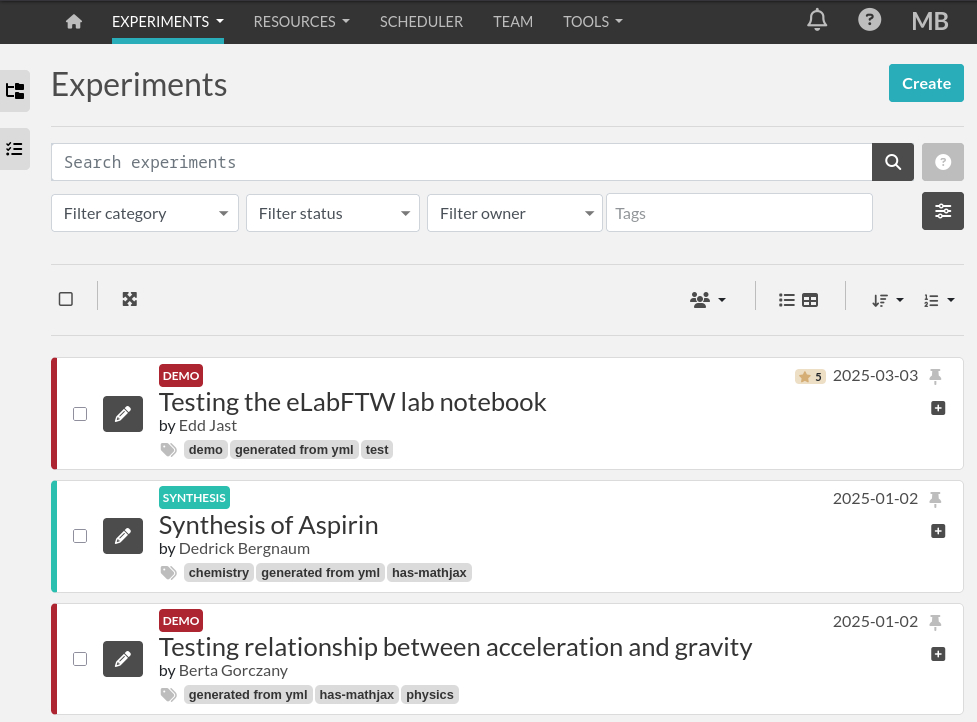 EXPERIMENTS RESOURCES SCHEDULER TEAM TOOLS ? MB
Experiments
Create
Search experiments ?
Filter category Filter status Filter owner Tags
DEMO
5 2025-03-03
Testing the eLabFTW lab notebook
by Edd Jast
demo generated from yml test
SYNTHESIS
2025-01-02
Synthesis of Aspirin
by Dedrick Bergnaum
chemistry generated from yml has-mathjax
DEMO
2025-01-02
Testing relationship between acceleration and gravity
by Berta Gorczany
generated from yml has-mathjax physics